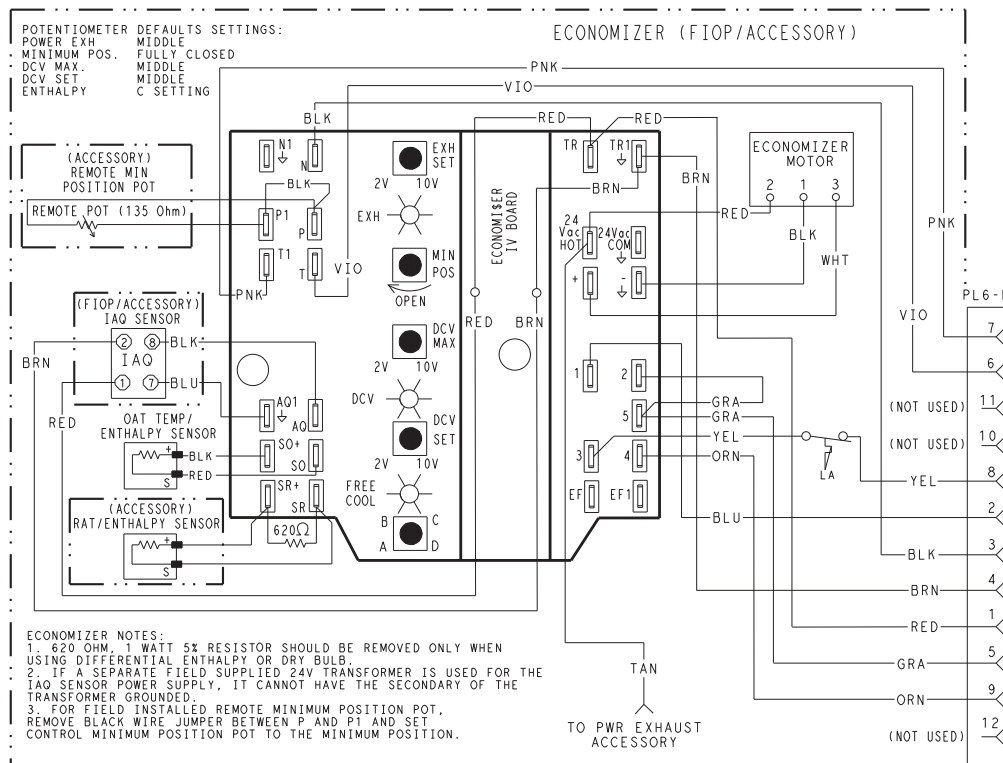 POTENTIOMETER DEFAULTS SETTINGS:
POWER EXH MIDDLE
MINIMUM POS. FULLY CLOSED
DCV MAX. MIDDLE
DCV SET MIDDLE
ENTHALPY C SETTING
ECONOMIZER (FIOP/ACCESSORY)
PNK
VIO
BLK
RED
RED
(ACCESSORY)
REMOTE MIN
POSITION POT
REMOTE POT (135 Ohm)
N1
N
BLK
P1
P
T1
T
VIO
PNK
EXH
SET
2V 10V
EXH
MIN
POS
OPEN
DCV
MAX
2V 10V
DCV
DCV
SET
2V 10V
FREE
COOL
B C
A D
ECONOMI$ER
IV BOARD
RED
BRN
TR
TR1
BRN
BRN
24
Vac
HOT
24Vac
COM
+
-
ECONOMIZER
MOTOR
2 1 3
RED
BLK
WHT
PNK
VIO
(FIOP/ACCESSORY)
IAQ SENSOR
2 8
IAQ
1 7
BLK
BLU
BRN
RED
AQ1
AQ
OAT TEMP/
ENTHALPY SENSOR
+
S
BLK
RED
SO+
SO
SR+
SR
620Ω
(ACCESSORY)
RAT/ENTHALPY SENSOR
+
S
1
2
5
3
4
EF
EF1
GRA
GRA
YEL
ORN
LA
BLU
TAN
TO PWR EXHAUST
ACCESSORY
PL6-
7
6
(NOT USED) 11
(NOT USED) 10
YEL 8
2
BLK 3
BRN 4
RED 1
GRA 5
ORN 9
(NOT USED) 12
ECONOMIZER NOTES:
1. 620 OHM, 1 WATT 5% RESISTOR SHOULD BE REMOVED ONLY WHEN
USING DIFFERENTIAL ENTHALPY OR DRY BULB.
2. IF A SEPARATE FIELD SUPPLIED 24V TRANSFORMER IS USED FOR THE
IAQ SENSOR POWER SUPPLY, IT CANNOT HAVE THE SECONDARY OF THE
TRANSFORMER GROUNDED.
3. FOR FIELD INSTALLED REMOTE MINIMUM POSITION POT,
REMOVE BLACK WIRE JUMPER BETWEEN P AND P1 AND SET
CONTROL MINIMUM POSITION POT TO THE MINIMUM POSITION.